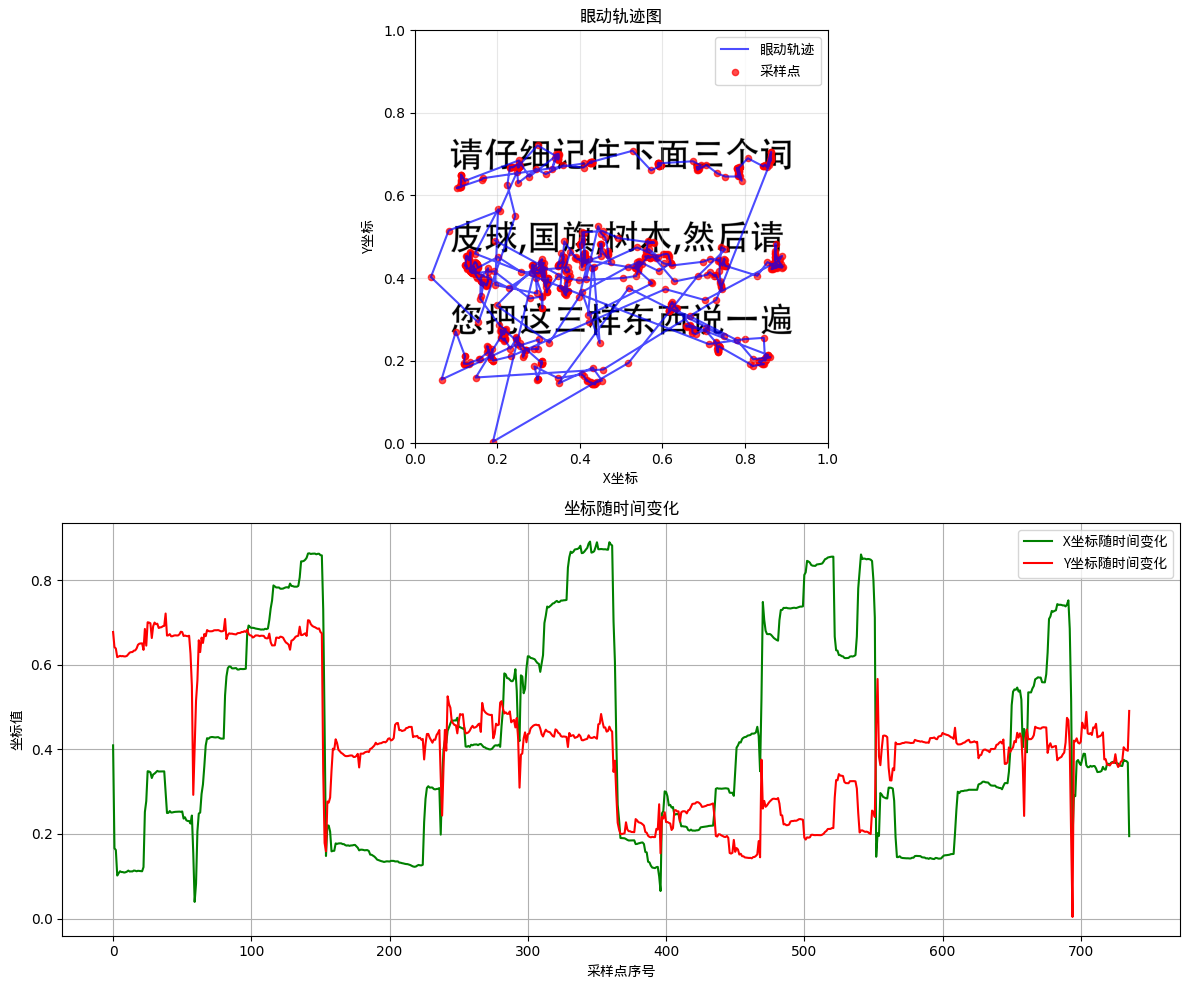 眼动轨迹图
眼动轨迹
采样点
1.0
0.8
0.6
0.4
0.2
0.0
Y坐标
请仔细记住下面三个词
皮球,国旗,树木,然后请
您把这三样东西说一遍
0.0 0.2 0.4 0.6 0.8 1.0
X坐标
坐标随时间变化
X坐标随时间变化
Y坐标随时间变化
0.8
0.6
0.4
0.2
0.0
坐标值
0 100 200 300 400 500 600 700
采样点序号